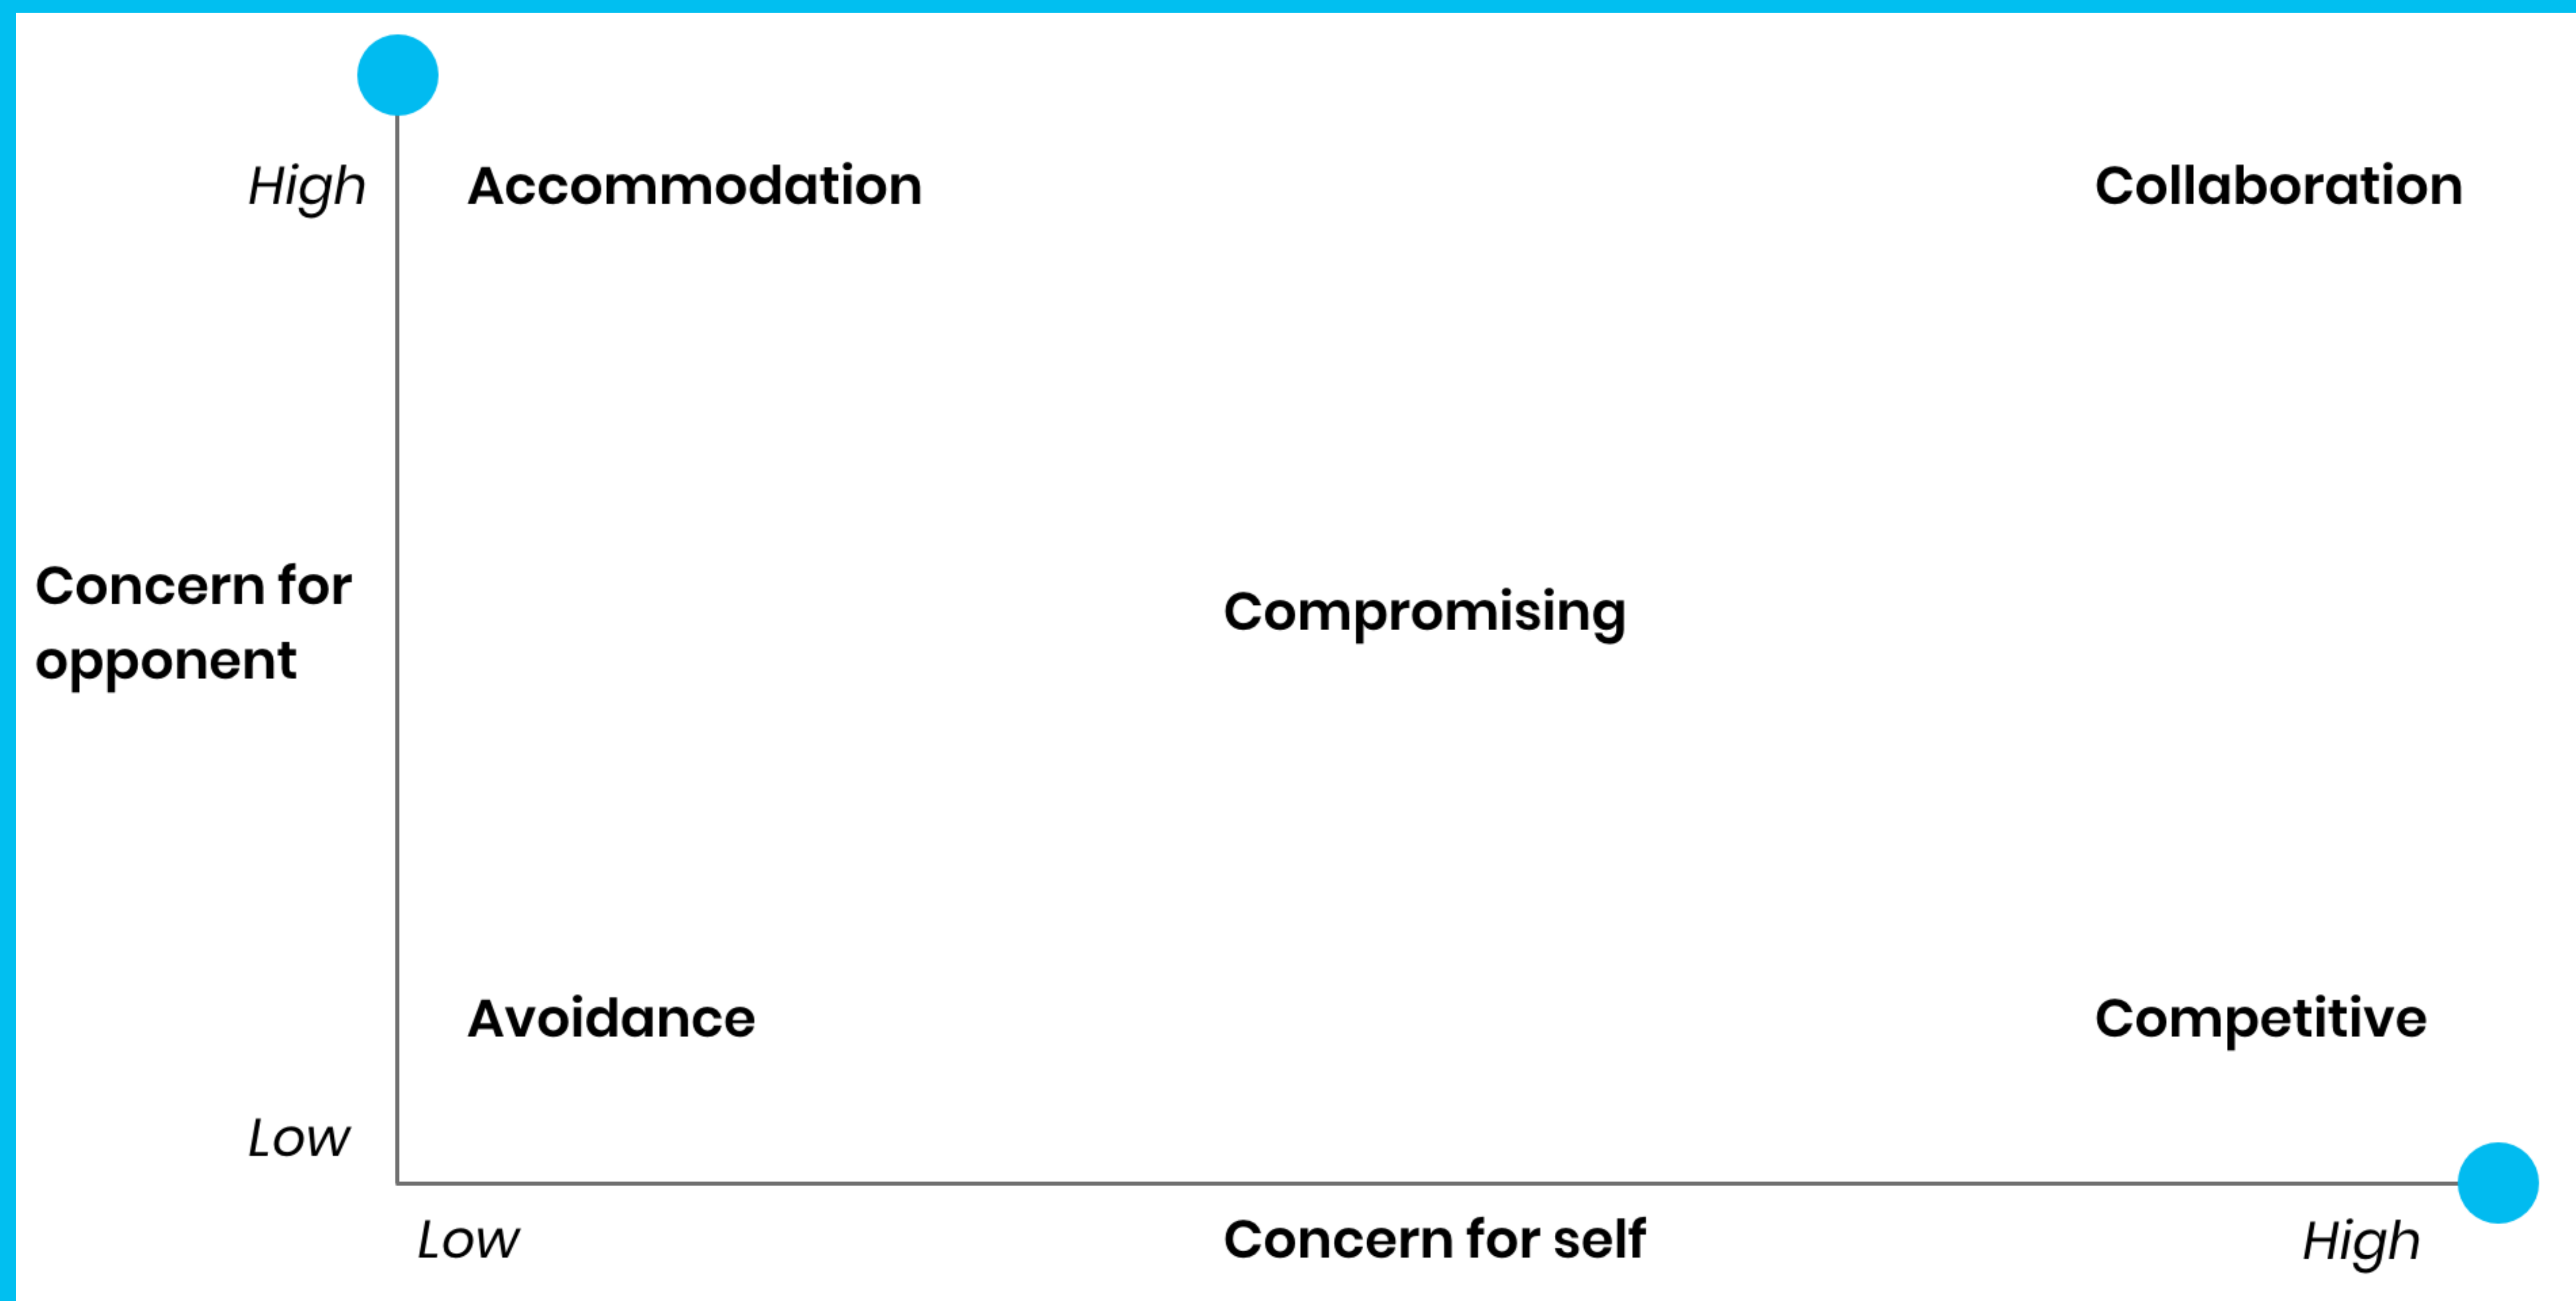 High
Accommodation
Collaboration
Concern for
opponent
Compromising
Avoidance
Competitive
Low
Low
Concern for self
High